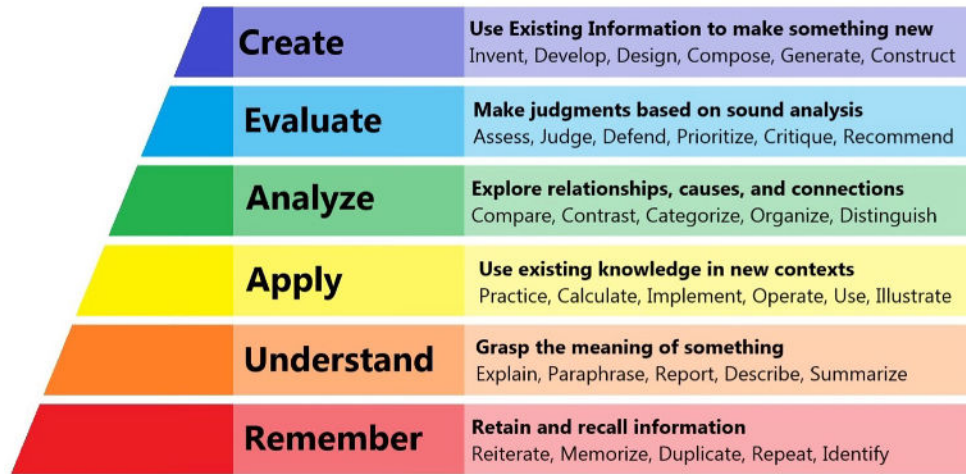 Create
Use Existing Information to make something new
Invent, Develop, Design, Compose, Generate, Construct
Evaluate
Make judgments based on sound analysis
Assess, Judge, Defend, Prioritize, Critique, Recommend
Analyze
Explore relationships, causes, and connections
Compare, Contrast, Categorize, Organize, Distinguish
Apply
Use existing knowledge in new contexts
Practice, Calculate, Implement, Operate, Use, Illustrate
Understand
Grasp the meaning of something
Explain, Paraphrase, Report, Describe, Summarize
Remember
Retain and recall information
Reiterate, Memorize, Duplicate, Repeat, Identify